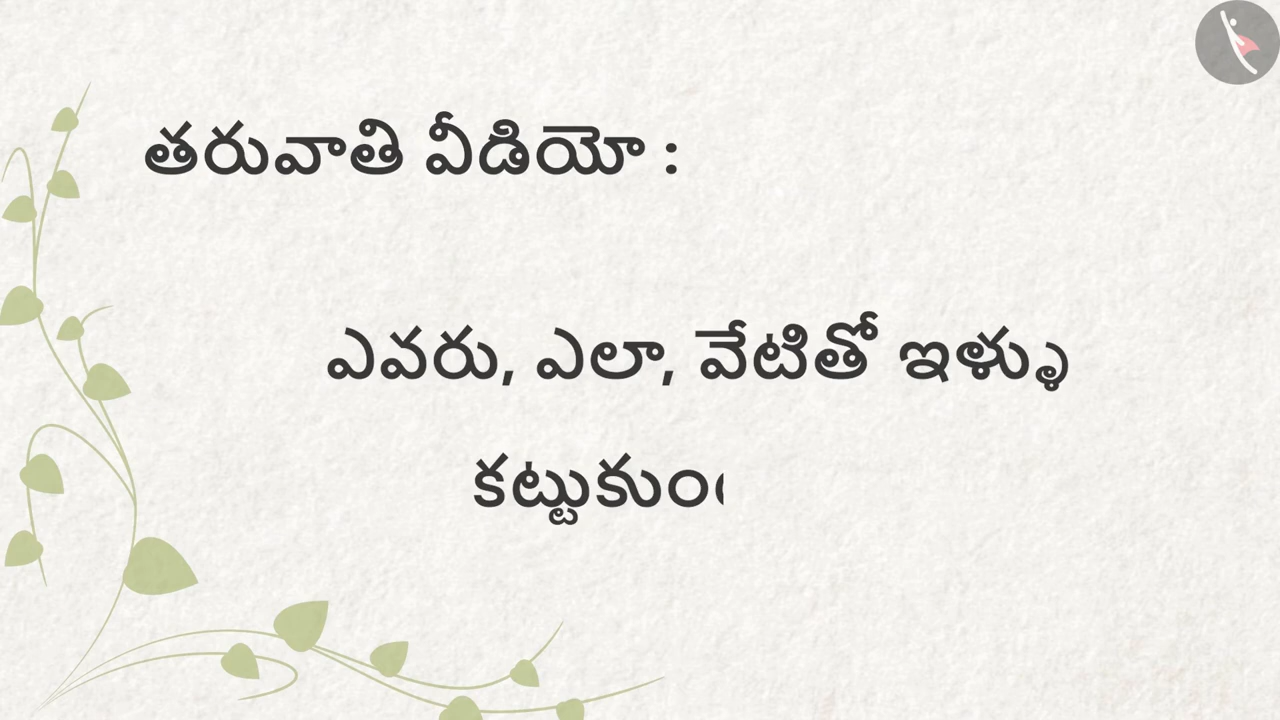 తరువాతి వీడియో :
ఎవరు, ఎలా, వేటితో ఇళ్ళు
కట్టుకుం